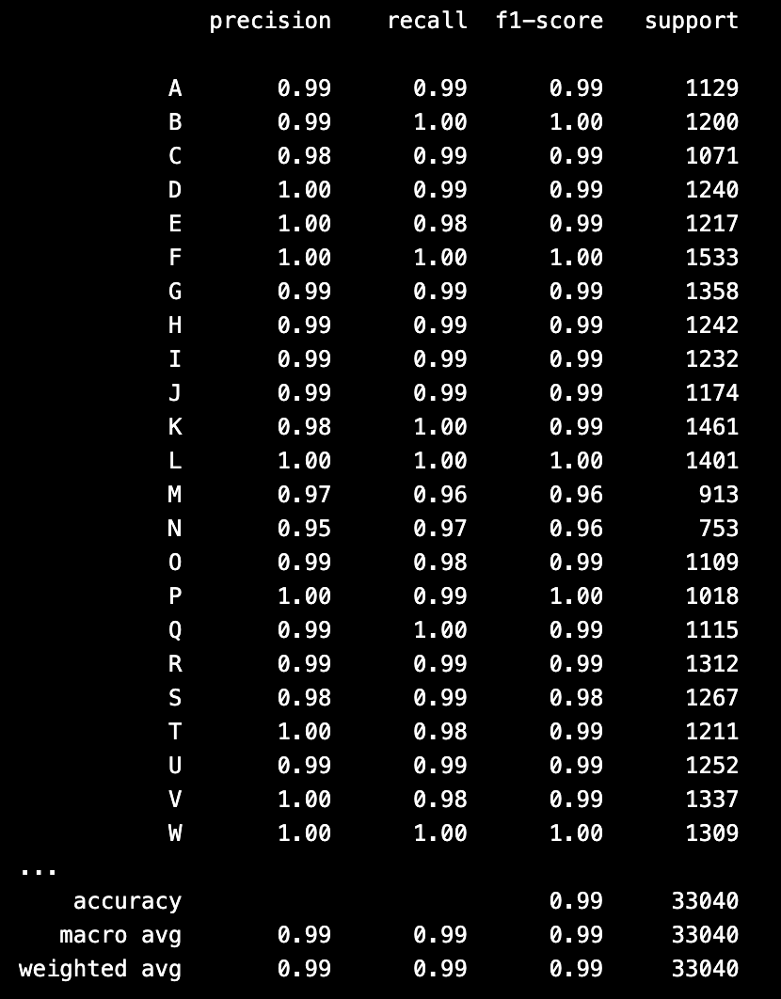 precision recall f1-score support
A 0.99 0.99 0.99 1129
B 0.99 1.00 1.00 1200
C 0.98 0.99 0.99 1071
D 1.00 0.99 0.99 1240
E 1.00 0.98 0.99 1217
F 1.00 1.00 1.00 1533
G 0.99 0.99 0.99 1358
H 0.99 0.99 0.99 1242
I 0.99 0.99 0.99 1232
J 0.99 0.99 0.99 1174
K 0.98 1.00 0.99 1461
L 1.00 1.00 1.00 1401
M 0.97 0.96 0.96 913
N 0.95 0.97 0.96 753
O 0.99 0.98 0.99 1109
P 1.00 0.99 1.00 1018
Q 0.99 1.00 0.99 1115
R 0.99 0.99 0.99 1312
S 0.98 0.99 0.98 1267
T 1.00 0.98 0.99 1211
U 0.99 0.99 0.99 1252
V 1.00 0.98 0.99 1337
W 1.00 1.00 1.00 1309
...
accuracy 0.99 33040
macro avg 0.99 0.99 0.99 33040
weighted avg 0.99 0.99 0.99 33040